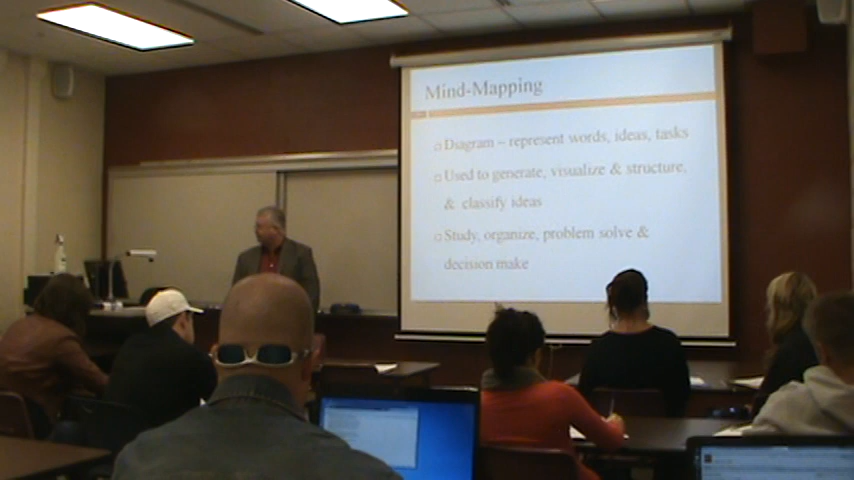 Mind-Mapping
Diagram – represent words, ideas, tasks
Used to generate, visualize & structure,
& classify ideas
Study, organize, problem solve &
decision make